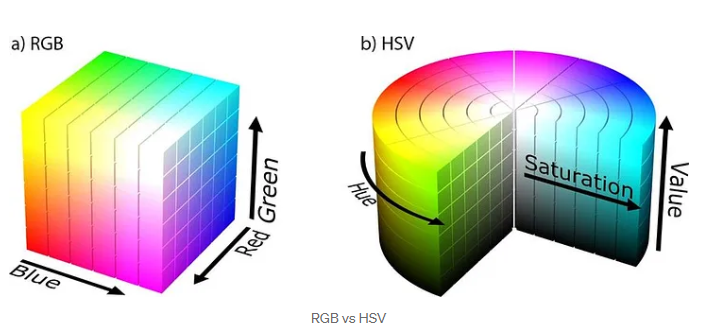 a) RGB
Blue
Red
Green
b) HSV
Hue
Saturation
Value
RGB vs HSV